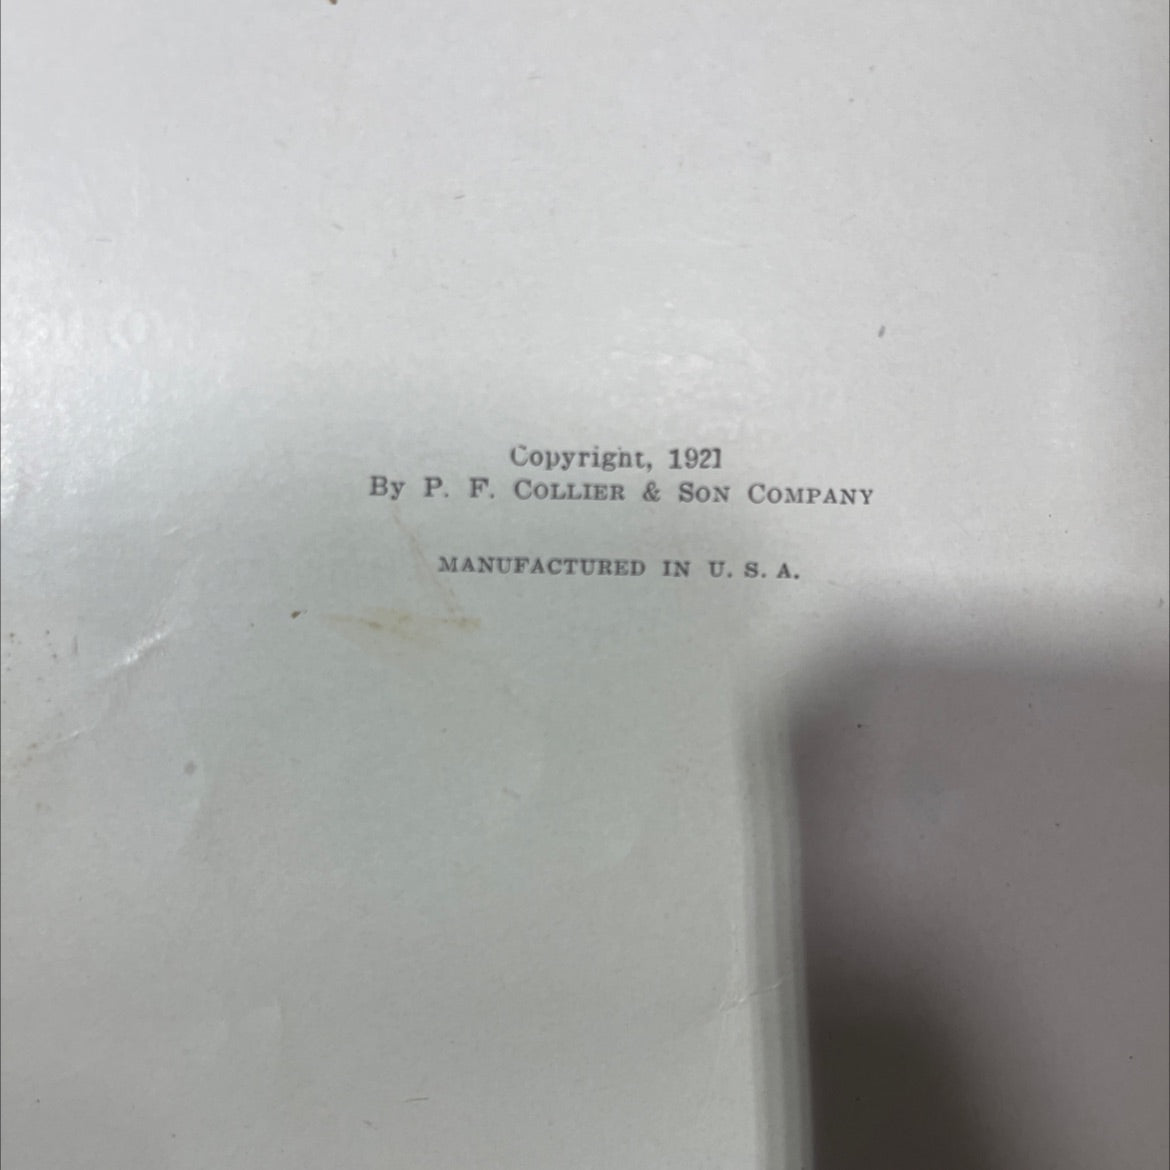 Copyright, 1921
By P. F. COLLIER & SON COMPANY
MANUFACTURED IN U. S. A.